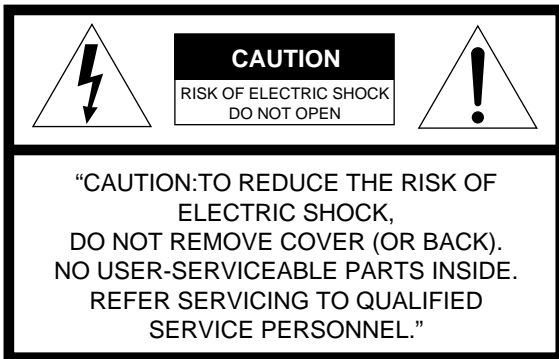 CAUTION
RISK OF ELECTRIC SHOCK
DO NOT OPEN
“CAUTION:TO REDUCE THE RISK OF
ELECTRIC SHOCK,
DO NOT REMOVE COVER (OR BACK).
NO USER-SERVICEABLE PARTS INSIDE.
REFER SERVICING TO QUALIFIED
SERVICE PERSONNEL.”